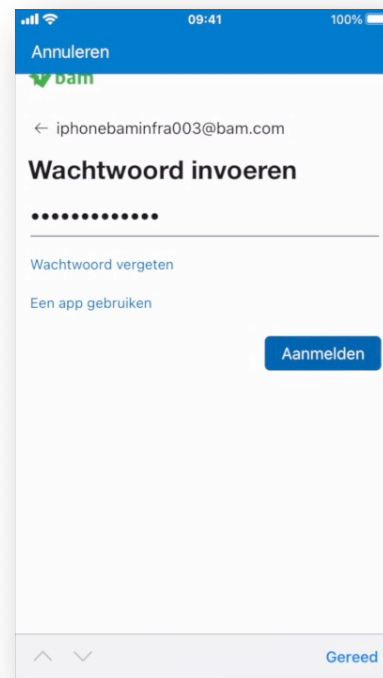 09:41
100%
Annuleren
bam
← iphonebaminfra003@bam.com
Wachtwoord invoeren
•••••••••••••
Wachtwoord vergeten
Een app gebruiken
Aanmelden
Gereed